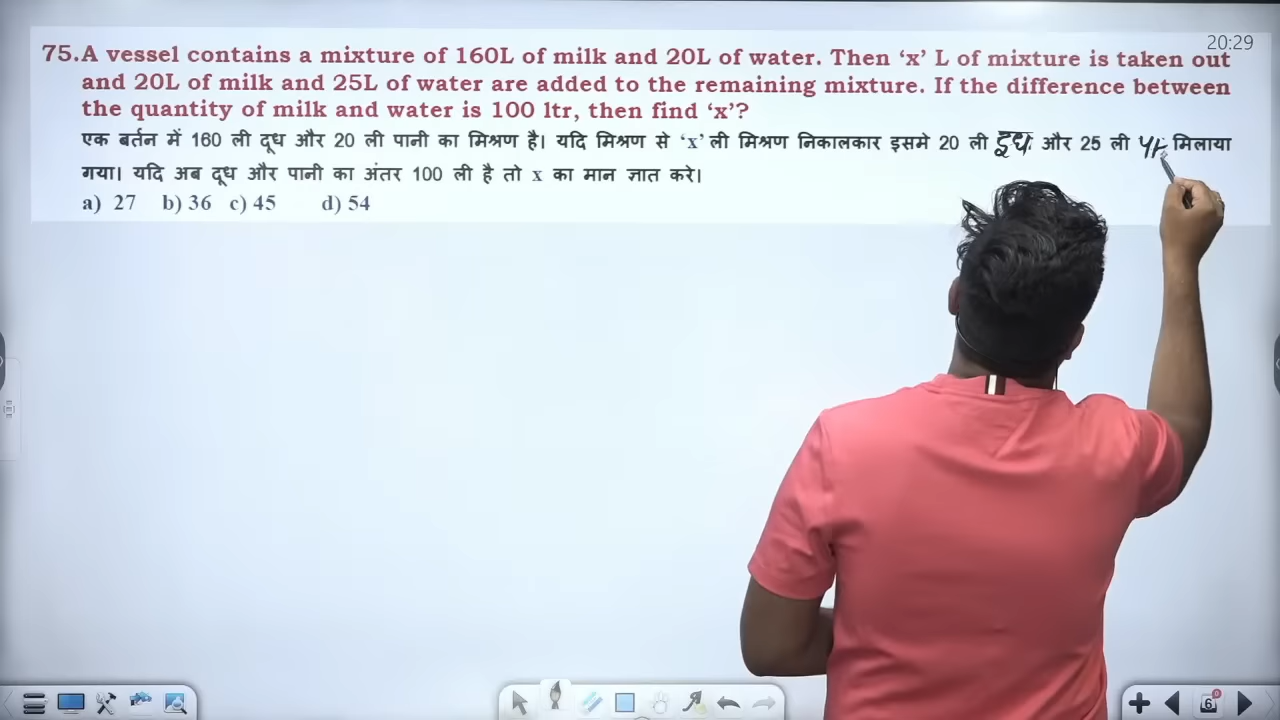 20:29
75.A vessel contains a mixture of 160L of milk and 20L of water. Then ‘x’ L of mixture is taken out
and 20L of milk and 25L of water are added to the remaining mixture. If the difference between
the quantity of milk and water is 100 ltr, then find ‘x’?
एक बर्तन में 160 ली दूध और 20 ली पानी का मिश्रण है। यदि मिश्रण से ‘x’ ली मिश्रण निकालकार इसमे 20 ली दूध और 25 ली मिलाया
गया। यदि अब दूध और पानी का अंतर 100 ली है तो x का मान ज्ञात करे।
a) 27 b) 36 c) 45 d) 54
6